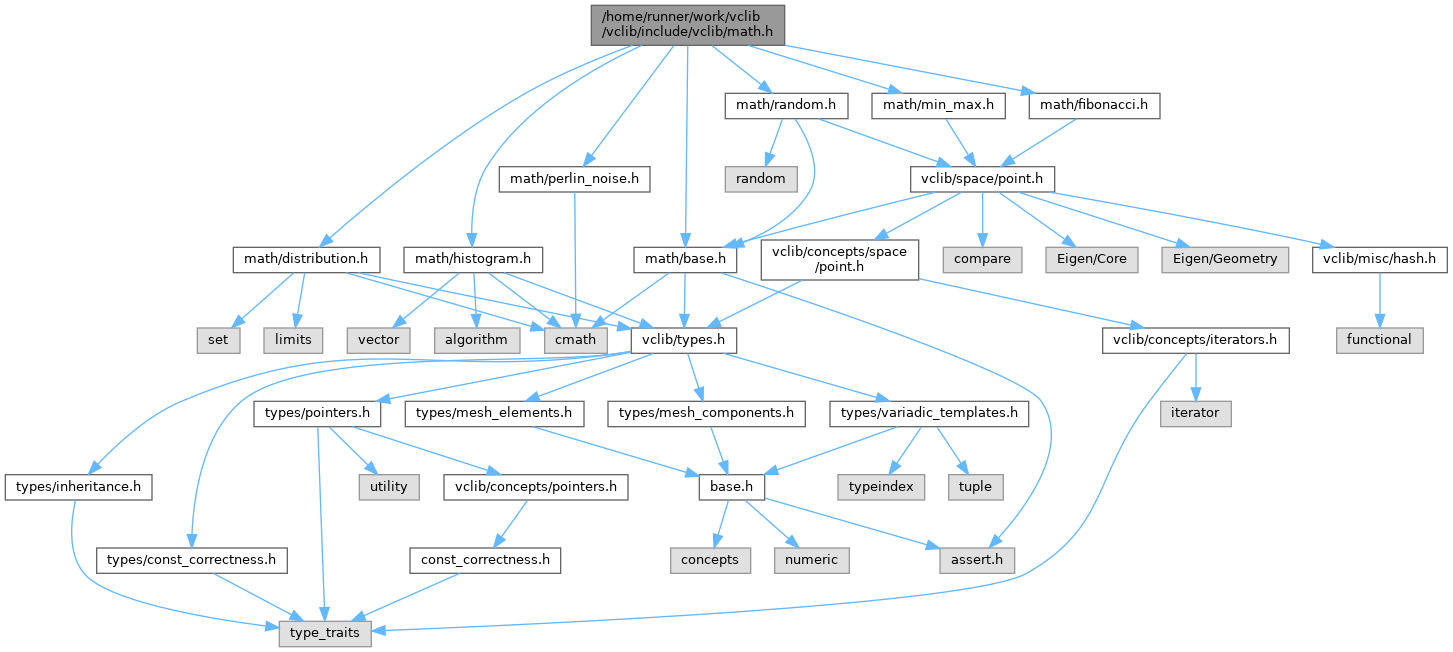 /home/runner/work/vclib
/vclib/include/vclib/math.h
math/random.h
math/min_max.h
math/fibonacci.h
math/perlin_noise.h
random
vclib/space/point.h
math/distribution.h
math/histogram.h
math/base.h
vclib/concepts/space
/point.h
compare
Eigen/Core
Eigen/Geometry
vclib/misc/hash.h
set
limits
vector
algorithm
cmath
vclib/types.h
vclib/concepts/iterators.h
functional
types/pointers.h
types/mesh_elements.h
types/mesh_components.h
types/variadic_templates.h
iterator
types/inheritance.h
utility
vclib/concepts/pointers.h
base.h
typeindex
tuple
types/const_correctness.h
const_correctness.h
concepts
numeric
assert.h
type_traits